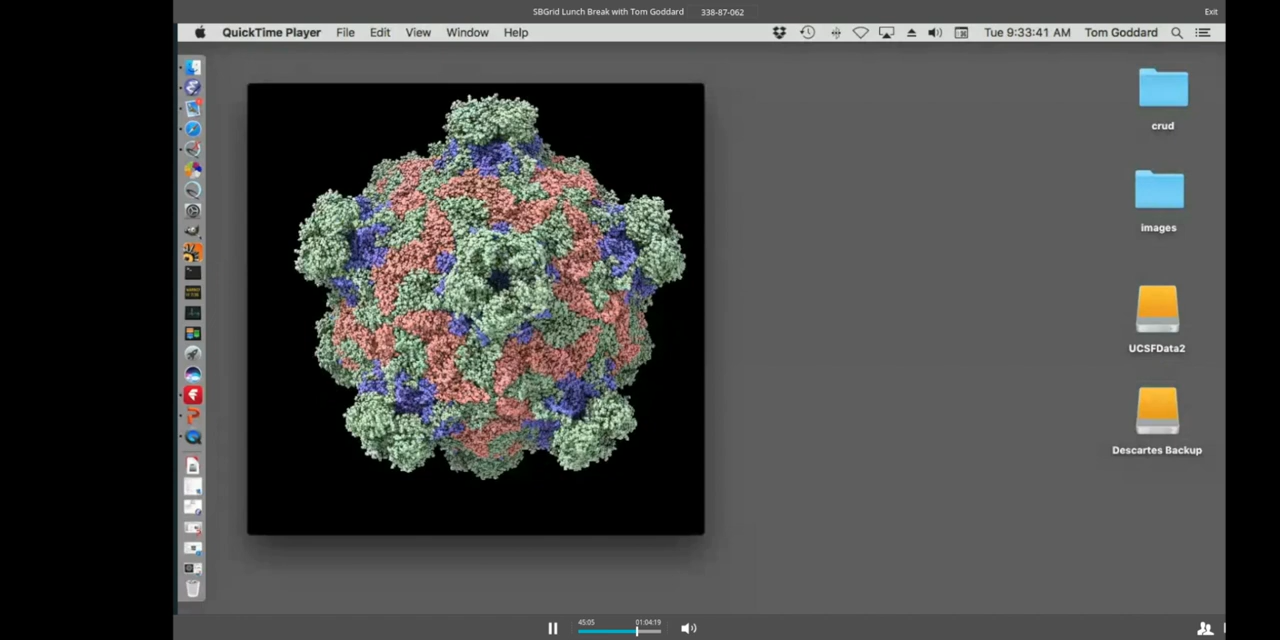 SBGrid Lunch Break with Tom Goddard 338-87-062 Exit
QuickTime Player File Edit View Window Help Tue 9:33:41 AM Tom Goddard
crud
images
UCSFData2
Descartes Backup
45:05 01:04:19